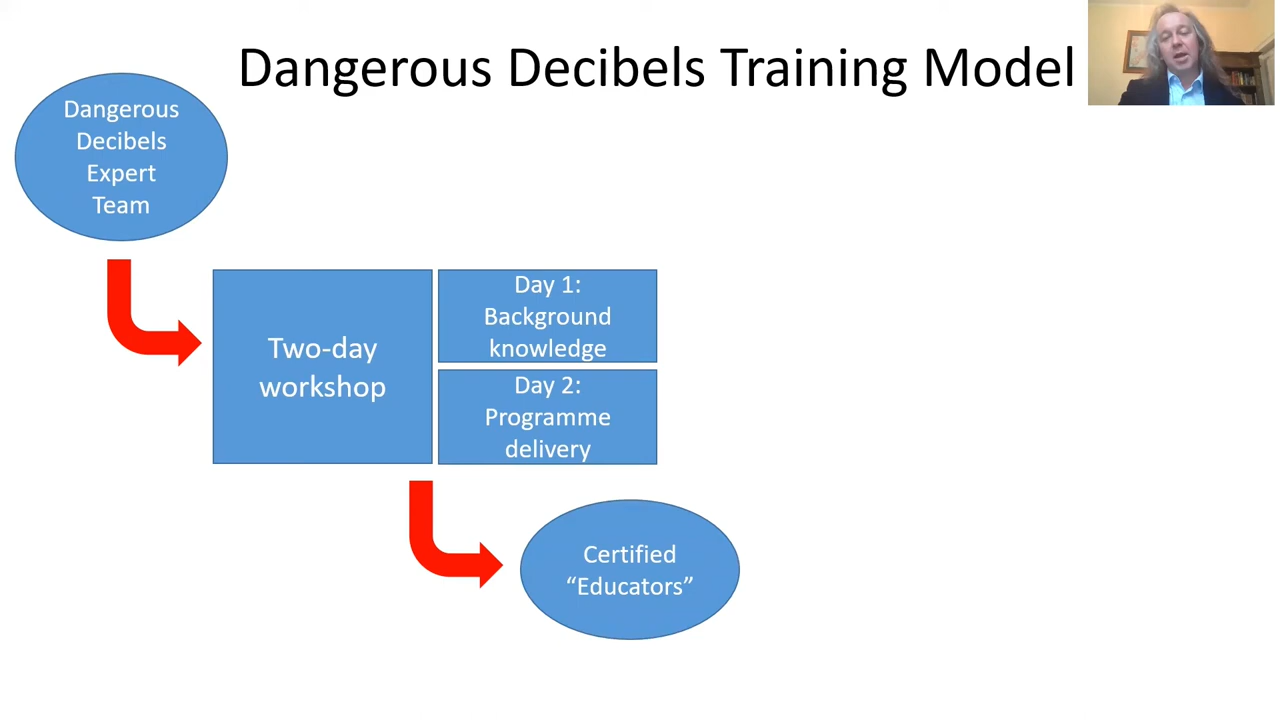 Dangerous Decibels Training Model
Dangerous
Decibels
Expert
Team
Two-day
workshop
Day 1:
Background
knowledge
Day 2:
Programme
delivery
Certified
“Educators”